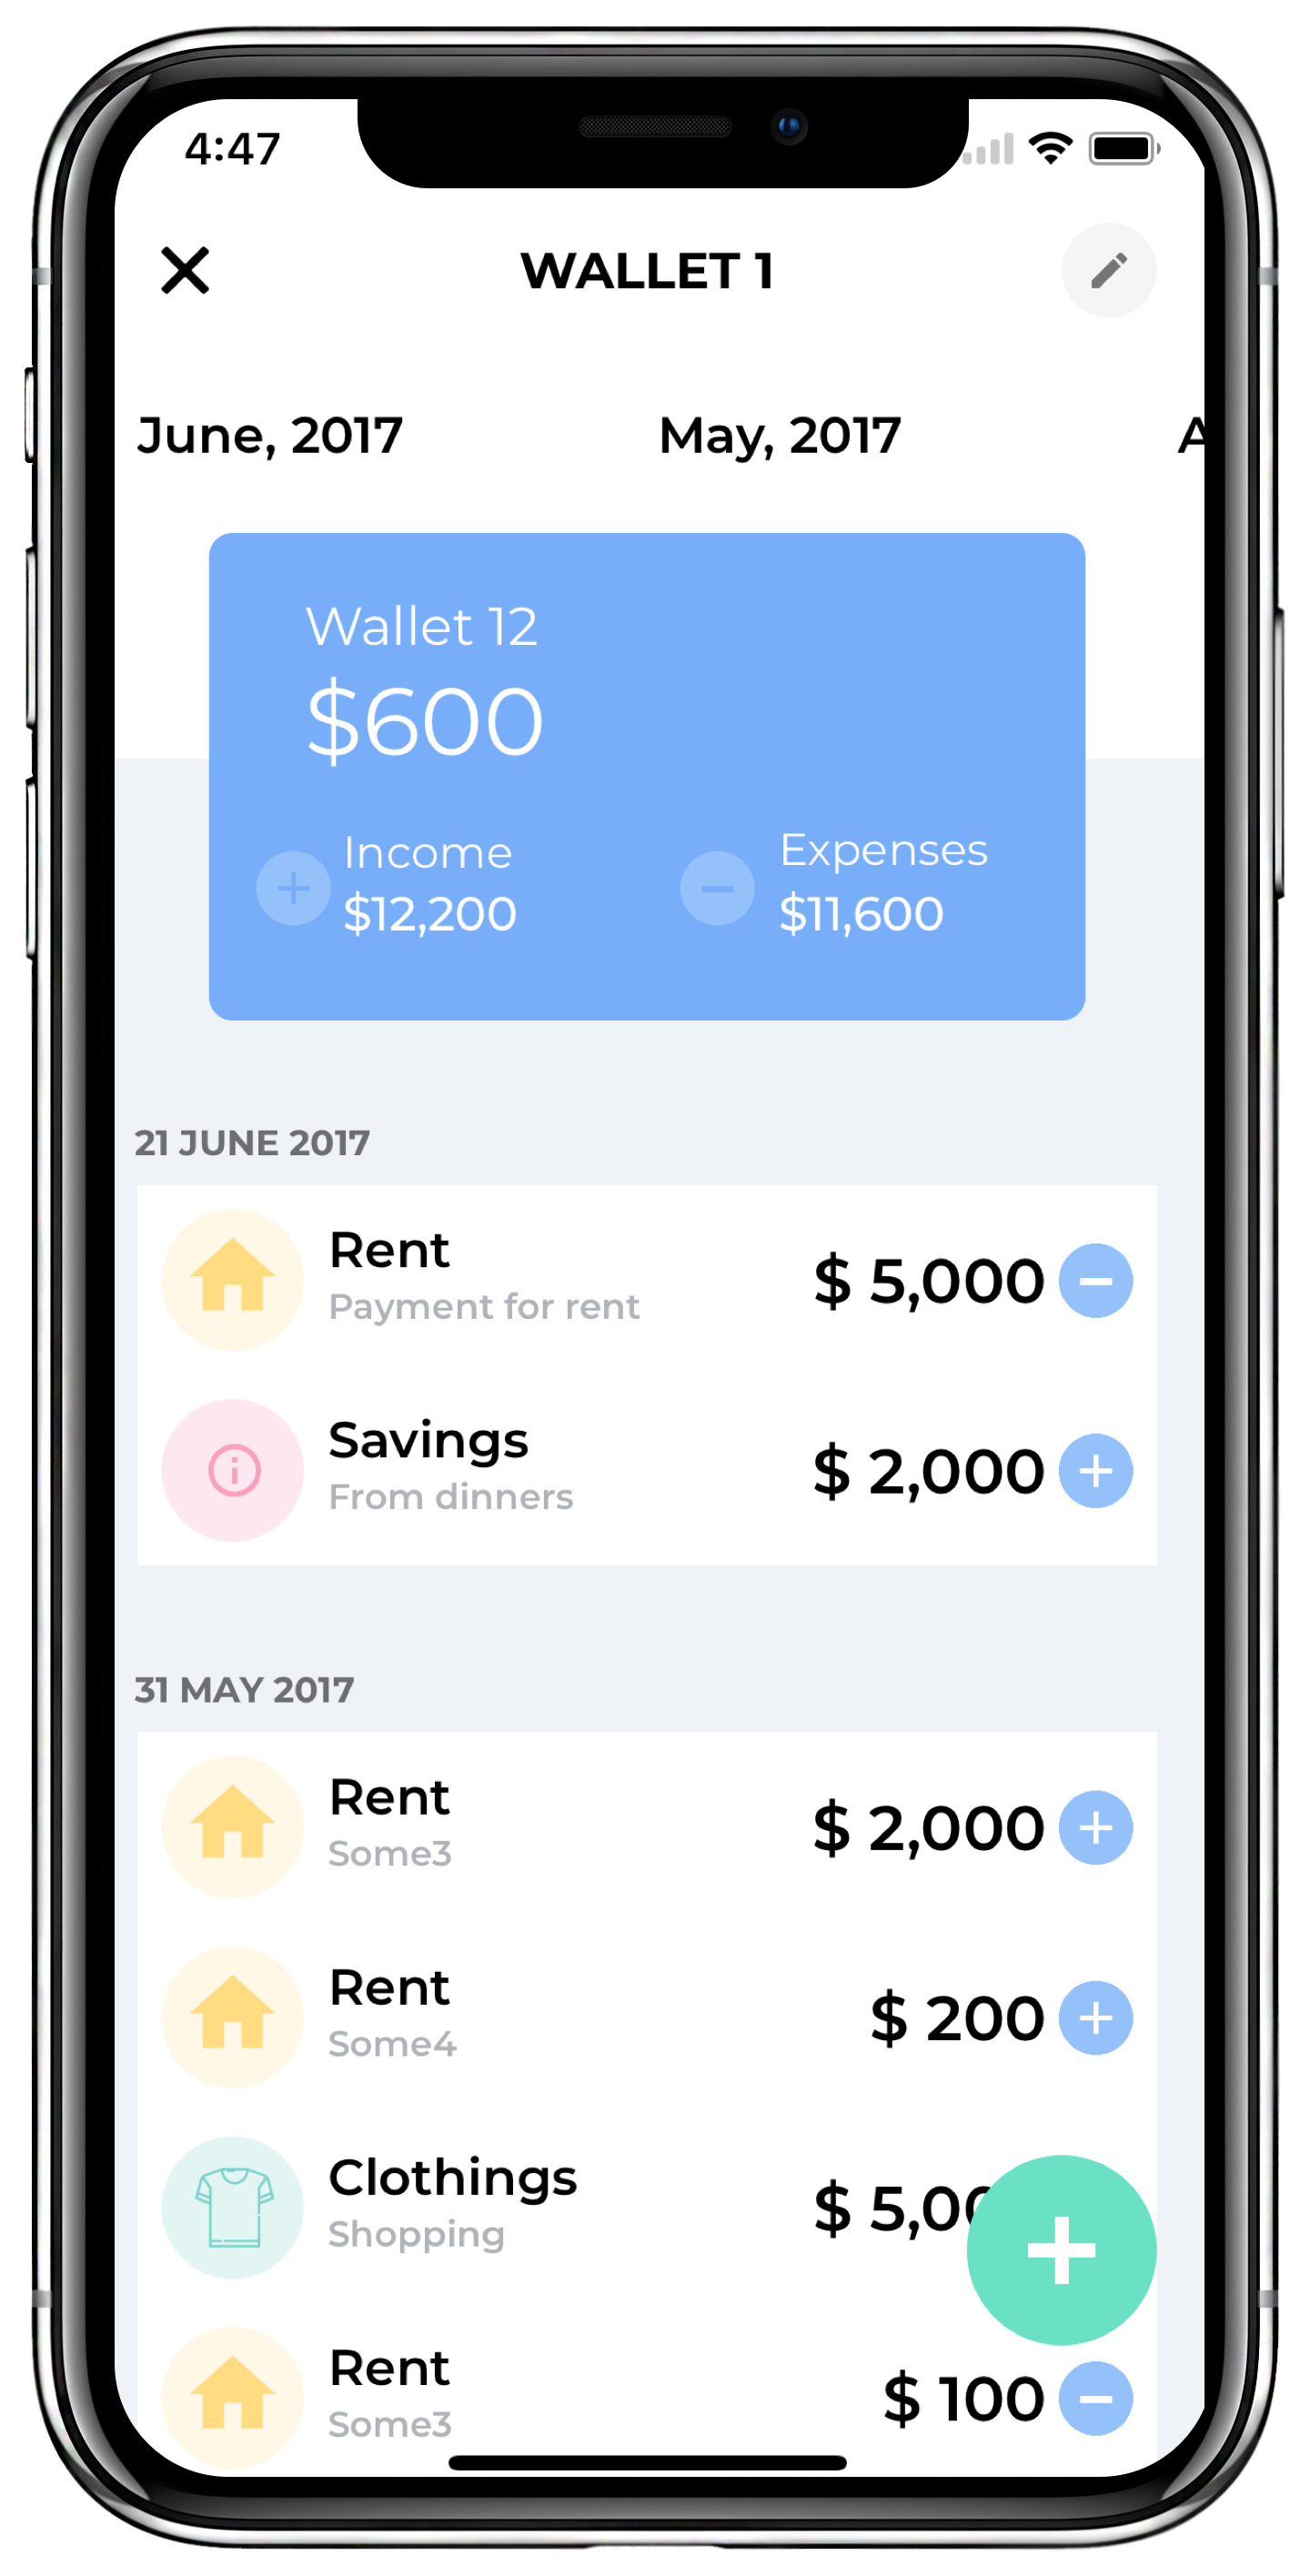 4:47
WALLET 1
June, 2017 May, 2017 A
Wallet 12
$600
Income
$12,200
Expenses
$11,600
21 JUNE 2017
Rent
Payment for rent
$ 5,000
Savings
From dinners
$ 2,000
31 MAY 2017
Rent
Some3
$ 2,000
Rent
Some4
$ 200
Clothings
Shopping
$ 5,00
Rent
Some3
$ 100